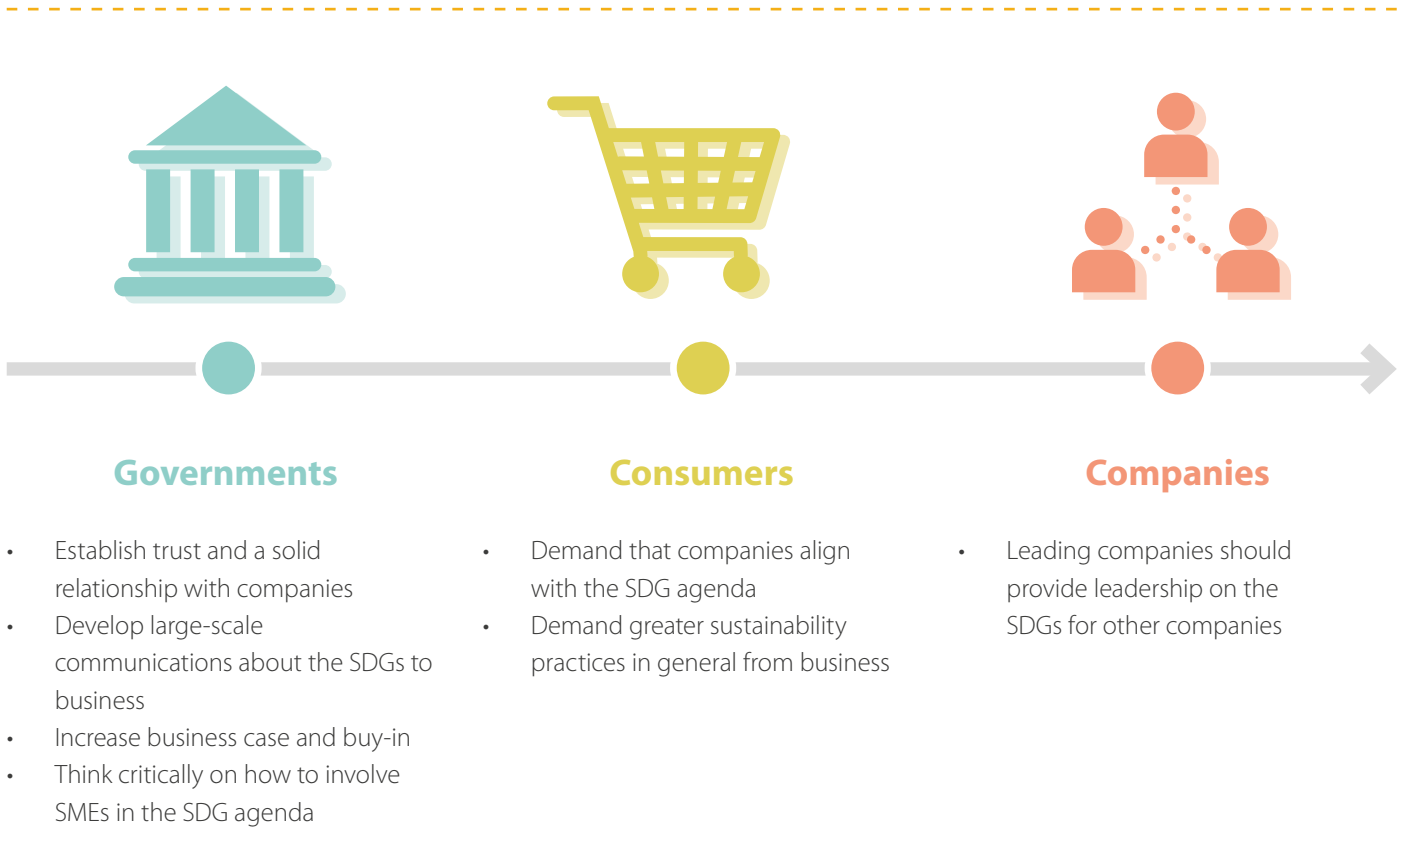 Governments
• Establish trust and a solid
relationship with companies
• Develop large-scale
communications about the SDGs to
business
• Increase business case and buy-in
• Think critically on how to involve
SMEs in the SDG agenda
Consumers
• Demand that companies align
with the SDG agenda
• Demand greater sustainability
practices in general from business
Companies
• Leading companies should
provide leadership on the
SDGs for other companies